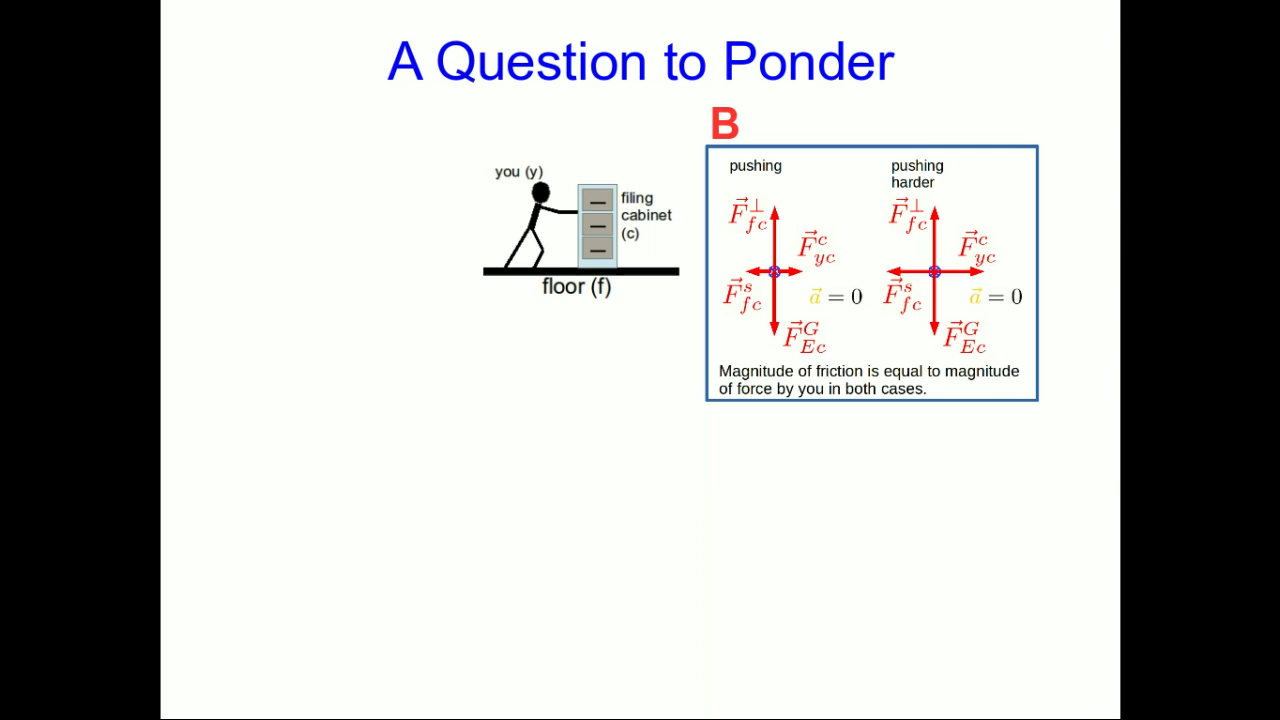 A Question to Ponder
B
you (y)
filing
cabinet
(c)
floor (f)
pushing
pushing
harder
F⃗⊥fc
F⃗⊥fc
F⃗cyc
F⃗cyc
F⃗sfc
a⃗ = 0
F⃗sfc
a⃗ = 0
F⃗GEc
F⃗GEc
Magnitude of friction is equal to magnitude
of force by you in both cases.